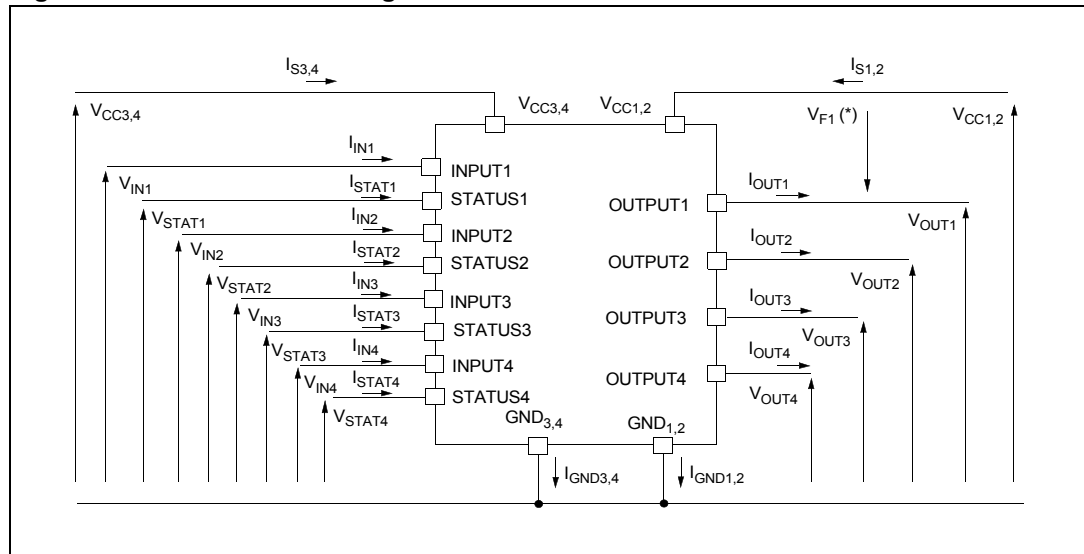 I_S3,4
I_S1,2
V_CC3,4
V_CC3,4
V_CC1,2
V_F1 (*)
V_CC1,2
I_IN1
INPUT1
V_IN1
I_STAT1
STATUS1
V_STAT1
I_IN2
INPUT2
V_IN2
I_STAT2
STATUS2
V_STAT2
I_IN3
INPUT3
V_IN3
I_STAT3
STATUS3
V_STAT3
I_IN4
INPUT4
V_IN4
I_STAT4
STATUS4
V_STAT4
OUTPUT1
I_OUT1
V_OUT1
OUTPUT2
I_OUT2
V_OUT2
OUTPUT3
I_OUT3
V_OUT3
OUTPUT4
I_OUT4
V_OUT4
GND_3,4
GND_1,2
I_GND3,4
I_GND1,2